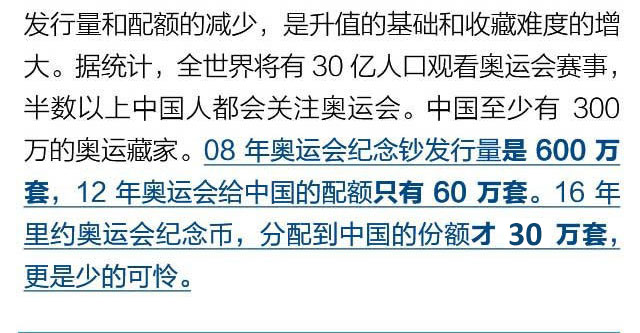 发行量和配额的减少，是升值的基础和收藏难度的增
大。据统计，全世界将有 30 亿人口观看奥运会赛事，
半数以上中国人都会关注奥运会。中国至少有 300
万的奥运藏家。08 年奥运会纪念钞发行量是 600 万
套，12 年奥运会给中国的配额只有 60 万套。16 年
里约奥运会纪念币，分配到中国的份额才 30 万套，
更是少的可怜。